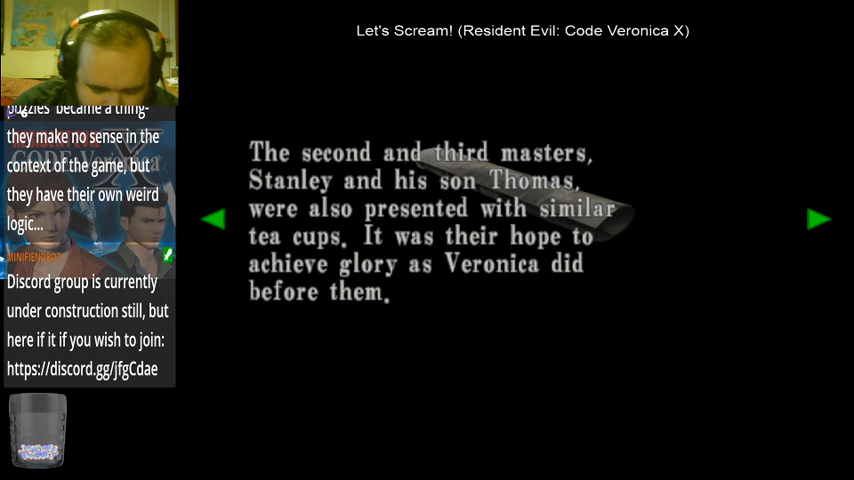 Let's Scream! (Resident Evil: Code Veronica X)
puzzles" became a thing-
they make no sense in the
context of the game, but
they have their own weird
logic...
Discord group is currently
under construction still, but
here if it if you wish to join:
https://discord.gg/jfgCdae
The second and third masters,
Stanley and his son Thomas,
were also presented with similar
tea cups. It was their hope to
achieve glory as Veronica did
before them.